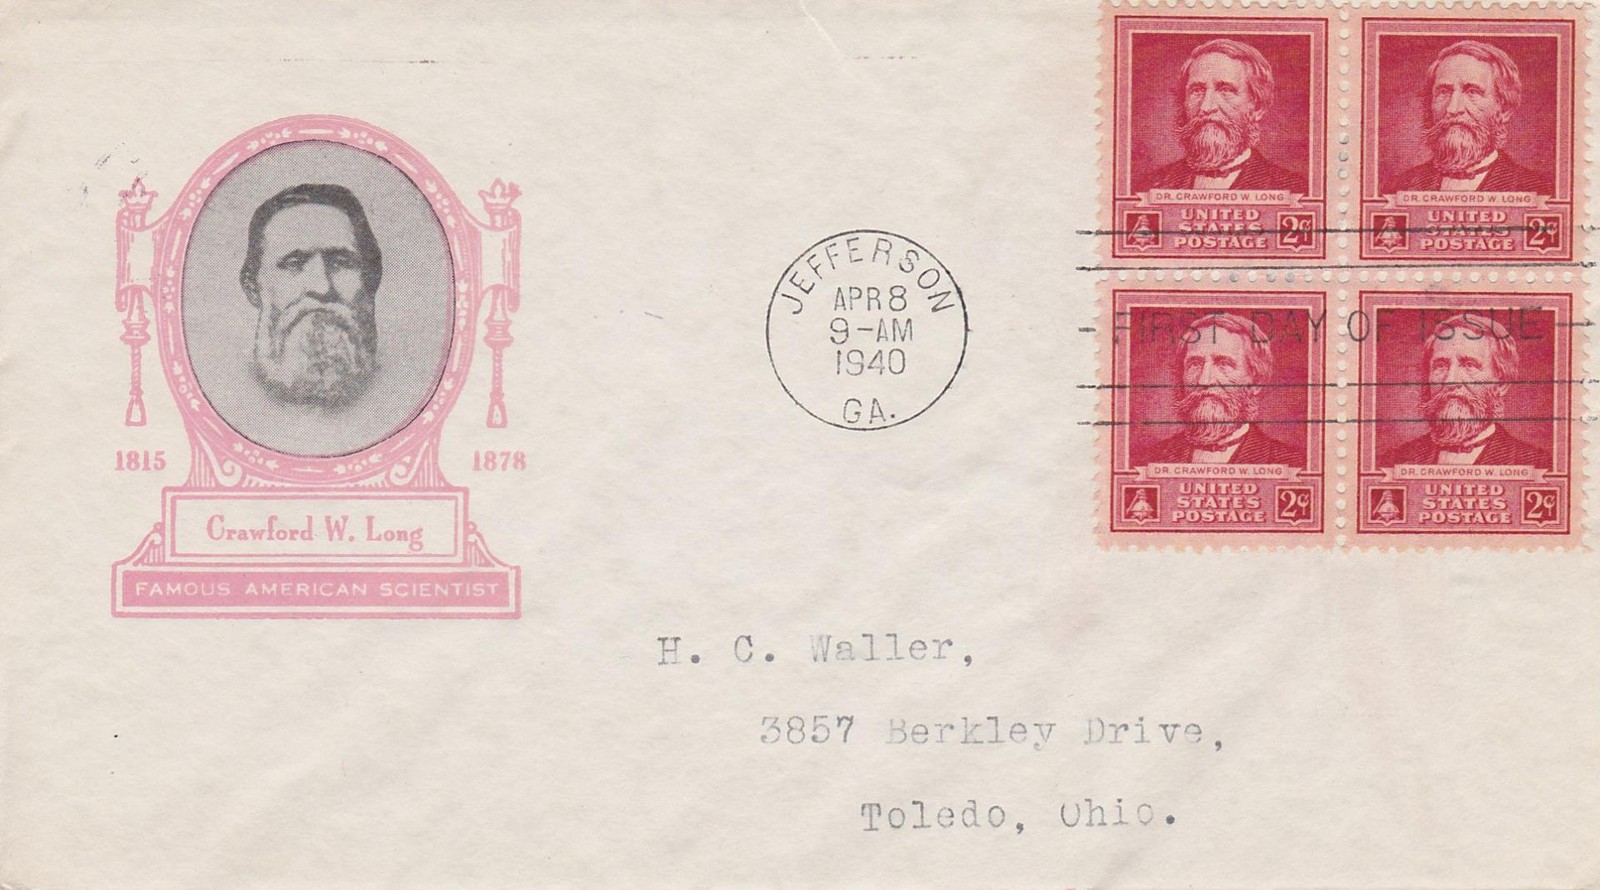 1815
1878
Crawford W. Long
FAMOUS AMERICAN SCIENTIST
JEFFERSON
APR 8
9-AM
1940
GA.
DR. CRAWFORD W. LONG
UNITED
STATES
POSTAGE
2¢
DR. CRAWFORD W. LONG
UNITED
STATES
POSTAGE
2¢
FIRST DAY OF ISSUE
DR. CRAWFORD W. LONG
UNITED
STATES
POSTAGE
2¢
DR. CRAWFORD W. LONG
UNITED
STATES
POSTAGE
2¢
H. C. Waller,
3857 Berkley Drive,
Toledo, Ohio.